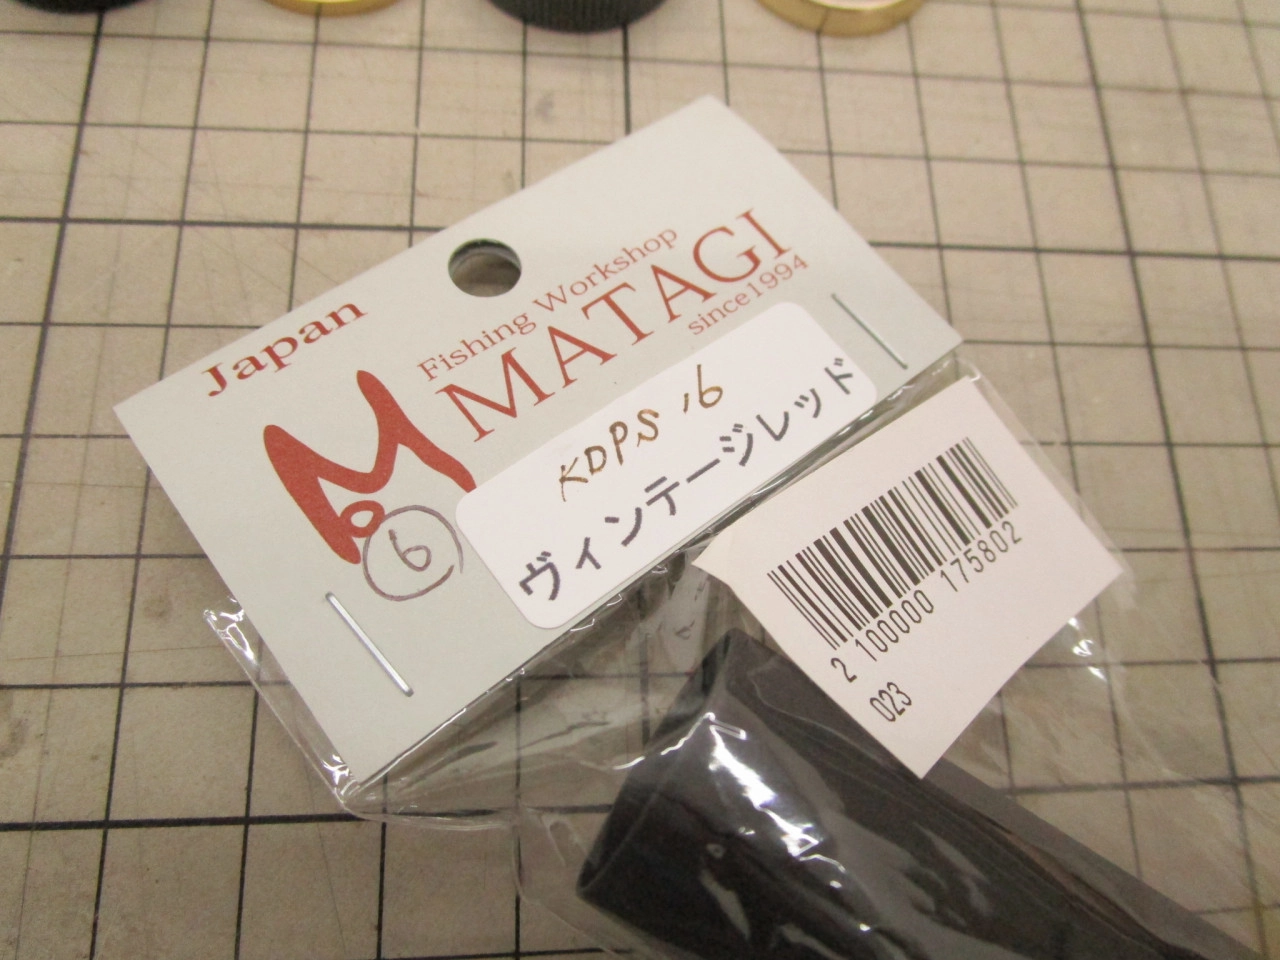 Japan
Fishing Workshop
MATAGI
since1994
KDPS 16
ヴィンテージレッド
6
2 100000 175802
023